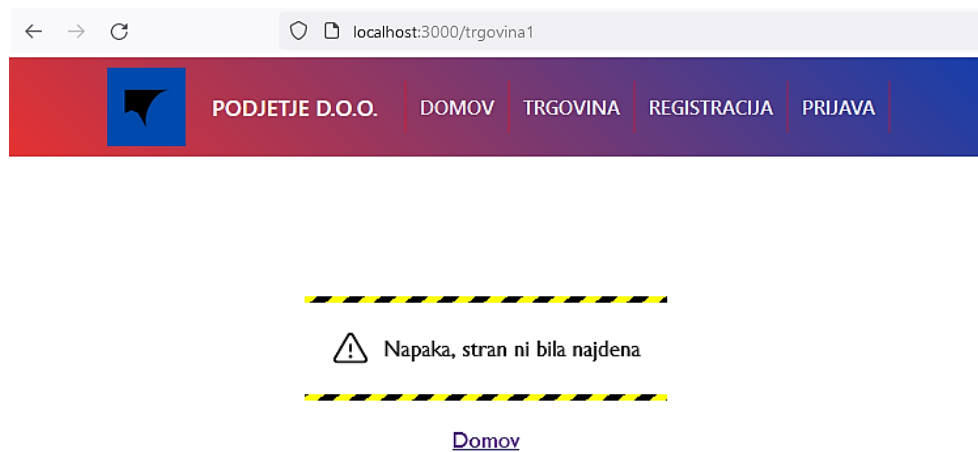 localhost:3000/trgovina1
PODJETJE D.O.O. DOMOV TRGOVINA REGISTRACIJA PRIJAVA
Napaka, stran ni bila najdena
Domov